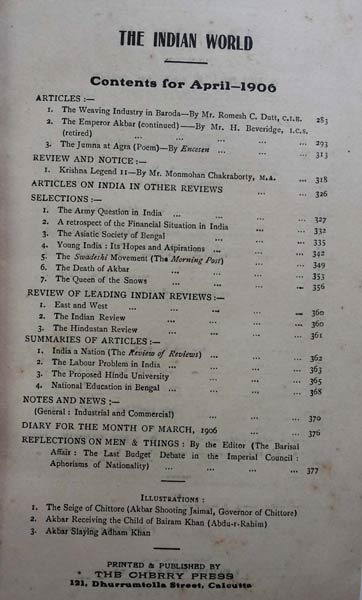 THE INDIAN WORLD
Contents for April—1906
ARTICLES :—
1. The Weaving Industry in Baroda—By Mr. Romesh C. Dutt, C.I.E. 283
2. The Emperor Akbar (continued)——By Mr. H. Beveridge, I.C.S.
(retired) ... ... ... ... ... 293
3. The Jumna at Agra (Poem)—By Encesen ... ... 313
REVIEW AND NOTICE :—
1. Krishna Legend II—By Mr. Monmohan Chakraborty, M.A. ... 318
ARTICLES ON INDIA IN OTHER REVIEWS ... 326
SELECTIONS :—
1. The Army Question in India ... ... ... 327
2. A retrospect of the Financial Situation in India ... 332
3. The Asiatic Society of Bengal ... ... 335
4. Young India : Its Hopes and Aspirations ... ... 342
5. The Swadeshi Movement (The Morning Post) ... 349
6. The Death of Akbar ... ... ... 353
7. The Queen of the Snows ... ... ... 356
REVIEW OF LEADING INDIAN REVIEWS :—
1. East and West ... ... ... ... 360
2. The Indian Review ... ... ... 360
3. The Hindustan Review ... ... ... 361
SUMMARIES OF ARTICLES :—
1. India a Nation (The Review of Reviews) ... ... 362
2. The Labour Problem in India ... ... ... 363
3. The Proposed Hindu University ... ... 365
4. National Education in Bengal ... ... ... 368
NOTES AND NEWS :—
(General : Industrial and Commercial) ... ... 370
DIARY FOR THE MONTH OF MARCH, 1906 ... 376
REFLECTIONS ON MEN & THINGS : By the Editor (The Barisal
Affair : The Last Budget Debate in the Imperial Council :
Aphorisms of Nationality) ... ... ... ... 377
ILLUSTRATIONS :
1. The Seige of Chittore (Akbar Shooting Jaimal, Governor of Chittore)
2. Akbar Receiving the Child of Bairam Khan (Abdu-r-Rahim)
3. Akbar Slaying Adham Khan
PRINTED & PUBLISHED BY
THE CHERRY PRESS
121, Dhurrumtolla Street, Calcutta